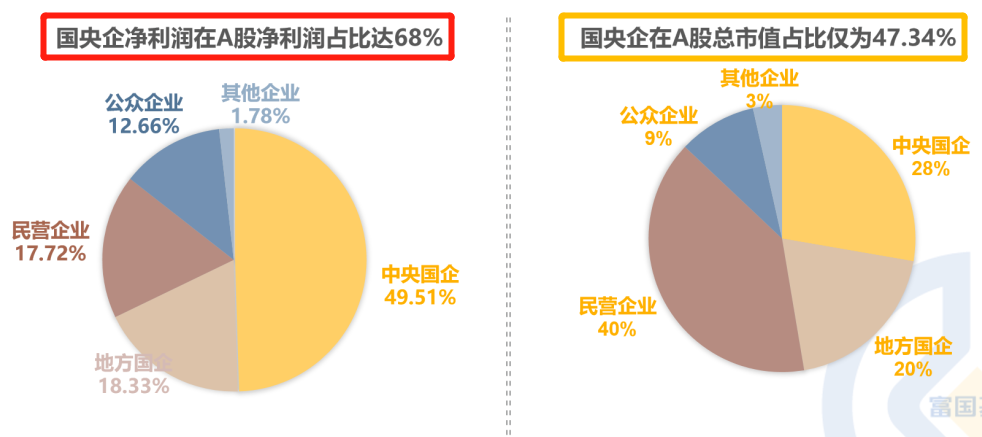 国央企净利润在A股净利润占比达68%
其他企业
1.78%
公众企业
12.66%
民营企业
17.72%
中央国企
49.51%
地方国企
18.33%
国央企在A股总市值占比仅为47.34%
其他企业
3%
公众企业
9%
中央国企
28%
民营企业
40%
地方国企
20%
富国